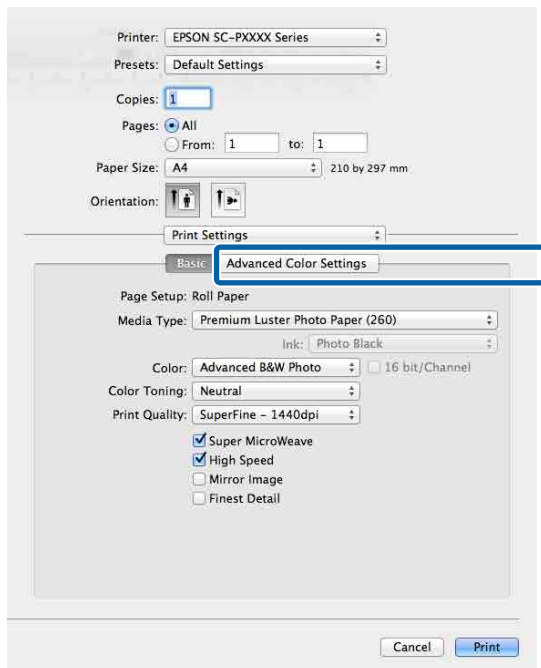 Printer: EPSON SC-PXXXX Series
Presets: Default Settings
Copies: 1
Pages: All
From: 1 to: 1
Paper Size: A4 210 by 297 mm
Orientation:
Print Settings
Basic Advanced Color Settings
Page Setup: Roll Paper
Media Type: Premium Luster Photo Paper (260)
Ink: Photo Black
Color: Advanced B&W Photo 16 bit/Channel
Color Toning: Neutral
Print Quality: SuperFine – 1440dpi
Super MicroWeave
High Speed
Mirror Image
Finest Detail
Cancel Print